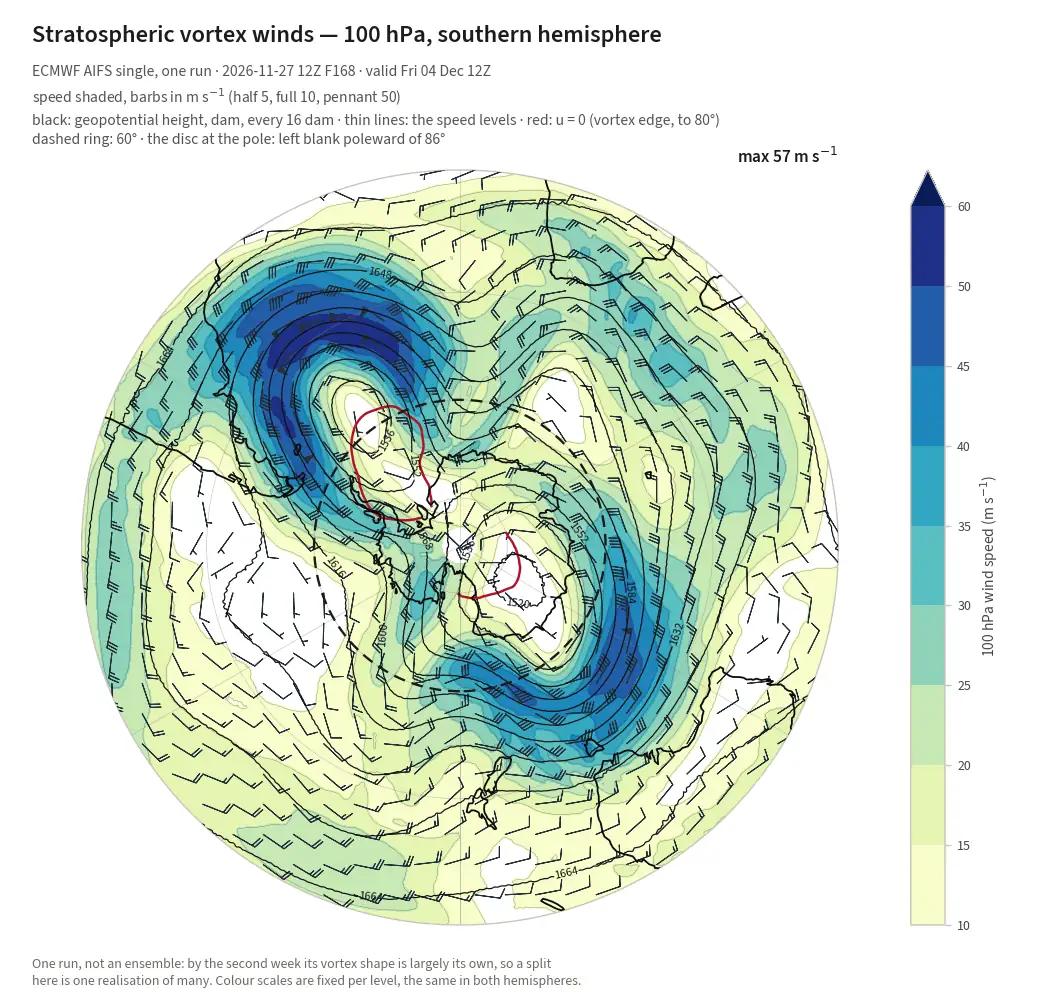 Stratospheric vortex winds — 100 hPa, southern hemisphere
ECMWF AIFS single, one run · 2026-11-27 12Z F168 · valid Fri 04 Dec 12Z
speed shaded, barbs in m s⁻¹ (half 5, full 10, pennant 50)
black: geopotential height, dam, every 16 dam · thin lines: the speed levels · red: u = 0 (vortex edge, to 80°)
dashed ring: 60° · the disc at the pole: left blank poleward of 86°
max 57 m s⁻¹
60
50
45
40
35
30
25
20
15
10
100 hPa wind speed (m s⁻¹)
1648
1536
1552
1584
1520
1632
1616
1600
1664
1664
One run, not an ensemble: by the second week its vortex shape is largely its own, so a split
here is one realisation of many. Colour scales are fixed per level, the same in both hemispheres.